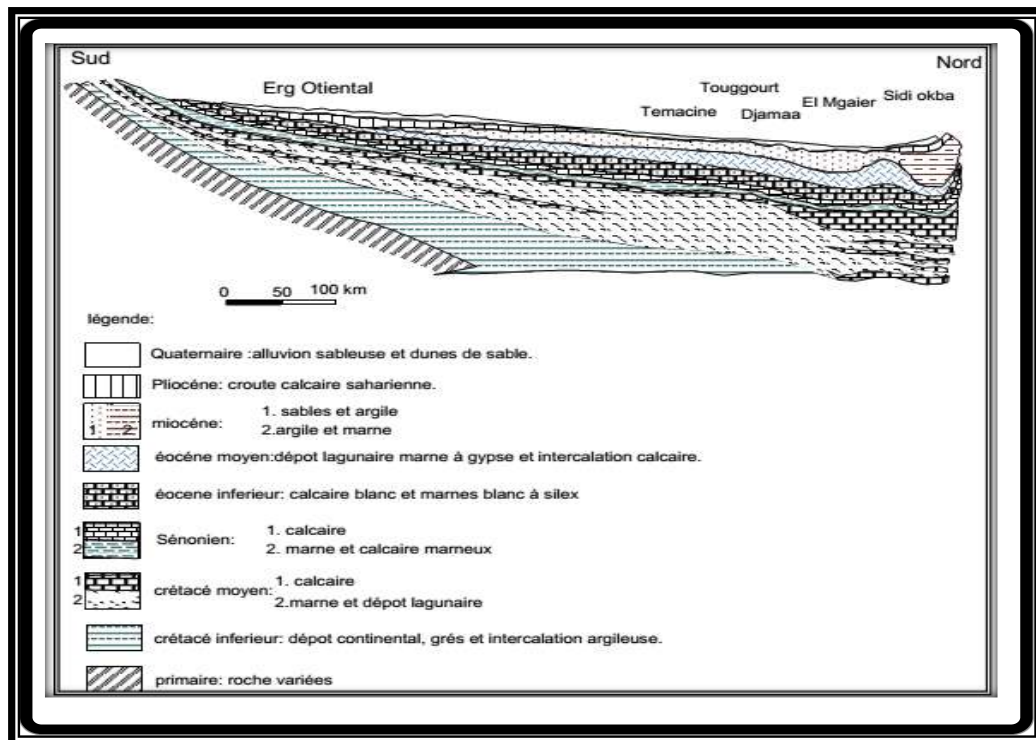 Sud
Nord
Erg Otiental
Touggourt
Temacine
Djamaa
El Mgaier
Sidi okba
0 50 100 km
légende:
Quaternaire :alluvion sableuse et dunes de sable.
Pliocéne: croute calcaire saharienne.
1 2 miocéne: 1. sables et argile
2.argile et marne
éocéne moyen:dépot lagunaire marne à gypse et intercalation calcaire.
éocene inferieur: calcaire blanc et marnes blanc à silex
1 Sénonien: 1. calcaire
2 2. marne et calcaire marneux
1 crétacé moyen: 1. calcaire
2 2.marne et dépot lagunaire
crétacé inferieur: dépot continental, grés et intercalation argileuse.
primaire: roche variées